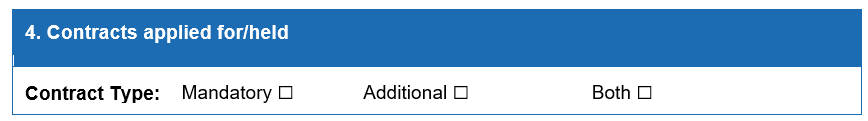 4. Contracts applied for/held
Contract Type: Mandatory ☐ Additional ☐ Both ☐